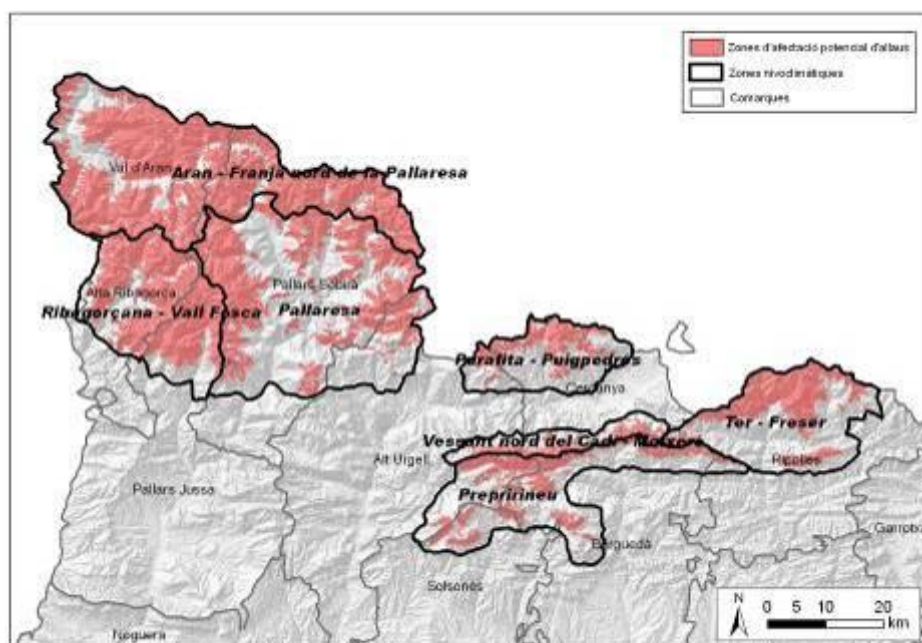 Zones d'afectació potencial d'allaus
Zones nivoclimàtiques
Comarques
Val d'Aran
Aran - Franja nord de la Pallaresa
Alta Ribagorça
Pallars Sobirà
Ribagorçana - Vall Fosca
Pallaresa
Perafita - Puigpedrós
Cerdanya
Ter - Freser
Vessant nord del Cadí - Moixeró
Alt Urgell
Ripollès
Pallars Jussà
Prepririneu
Garrotxa
Berguedà
Solsonès
Noguera
N
0 5 10 20
km